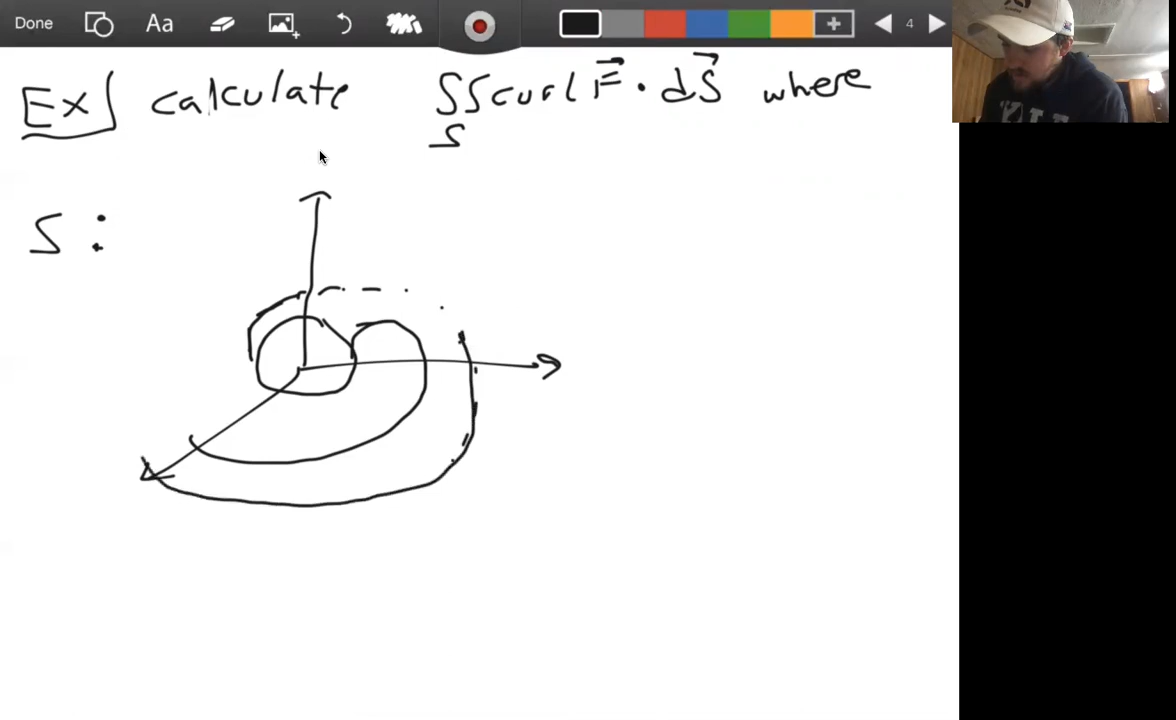 Done Aa 4
Ex] calculate ∬ curl F⃗ · dS⃗ where
S
S :